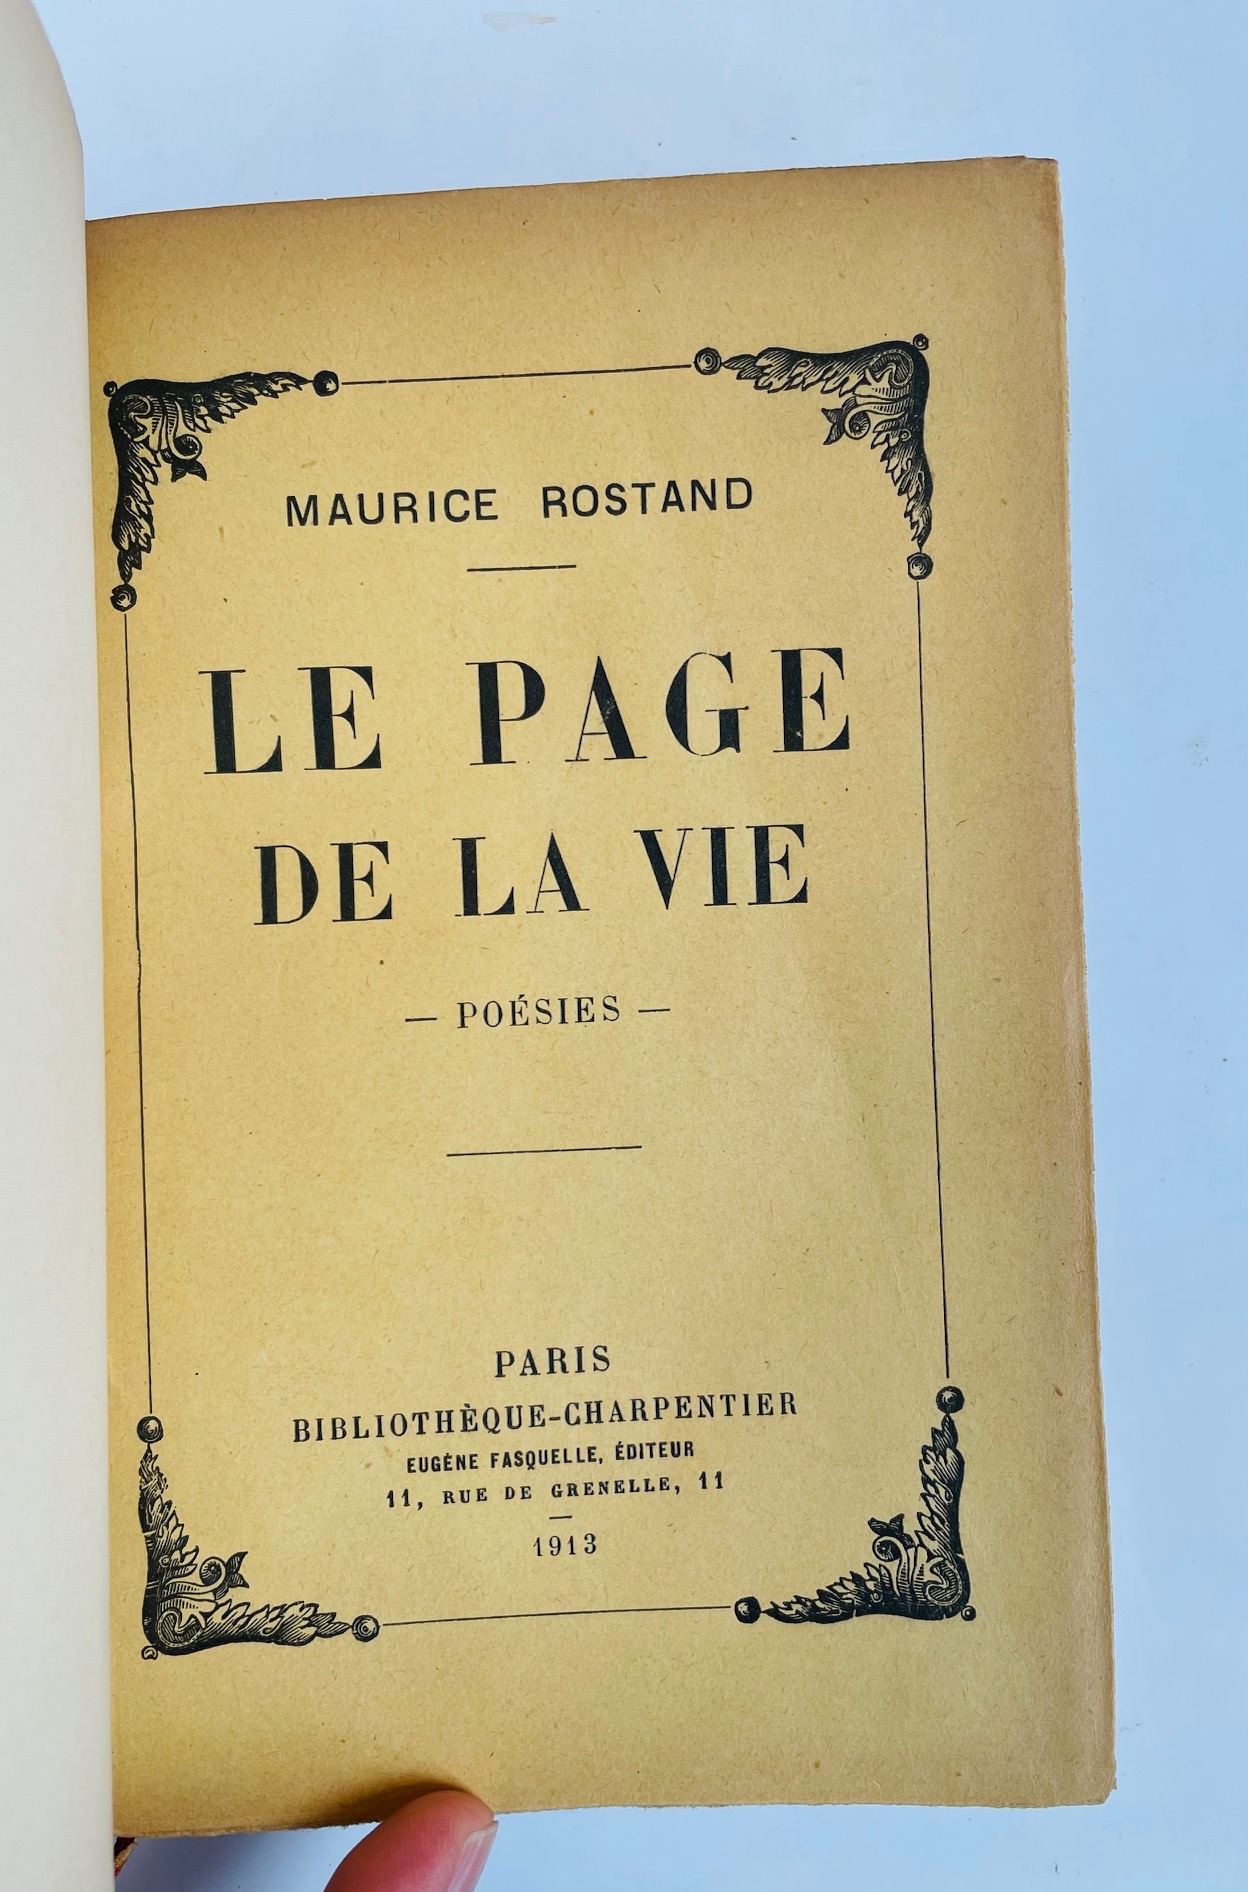 MAURICE ROSTAND
LE PAGE
DE LA VIE
— POÉSIES —
PARIS
BIBLIOTHÈQUE-CHARPENTIER
EUGÈNE FASQUELLE, ÉDITEUR
11, RUE DE GRENELLE, 11
1913